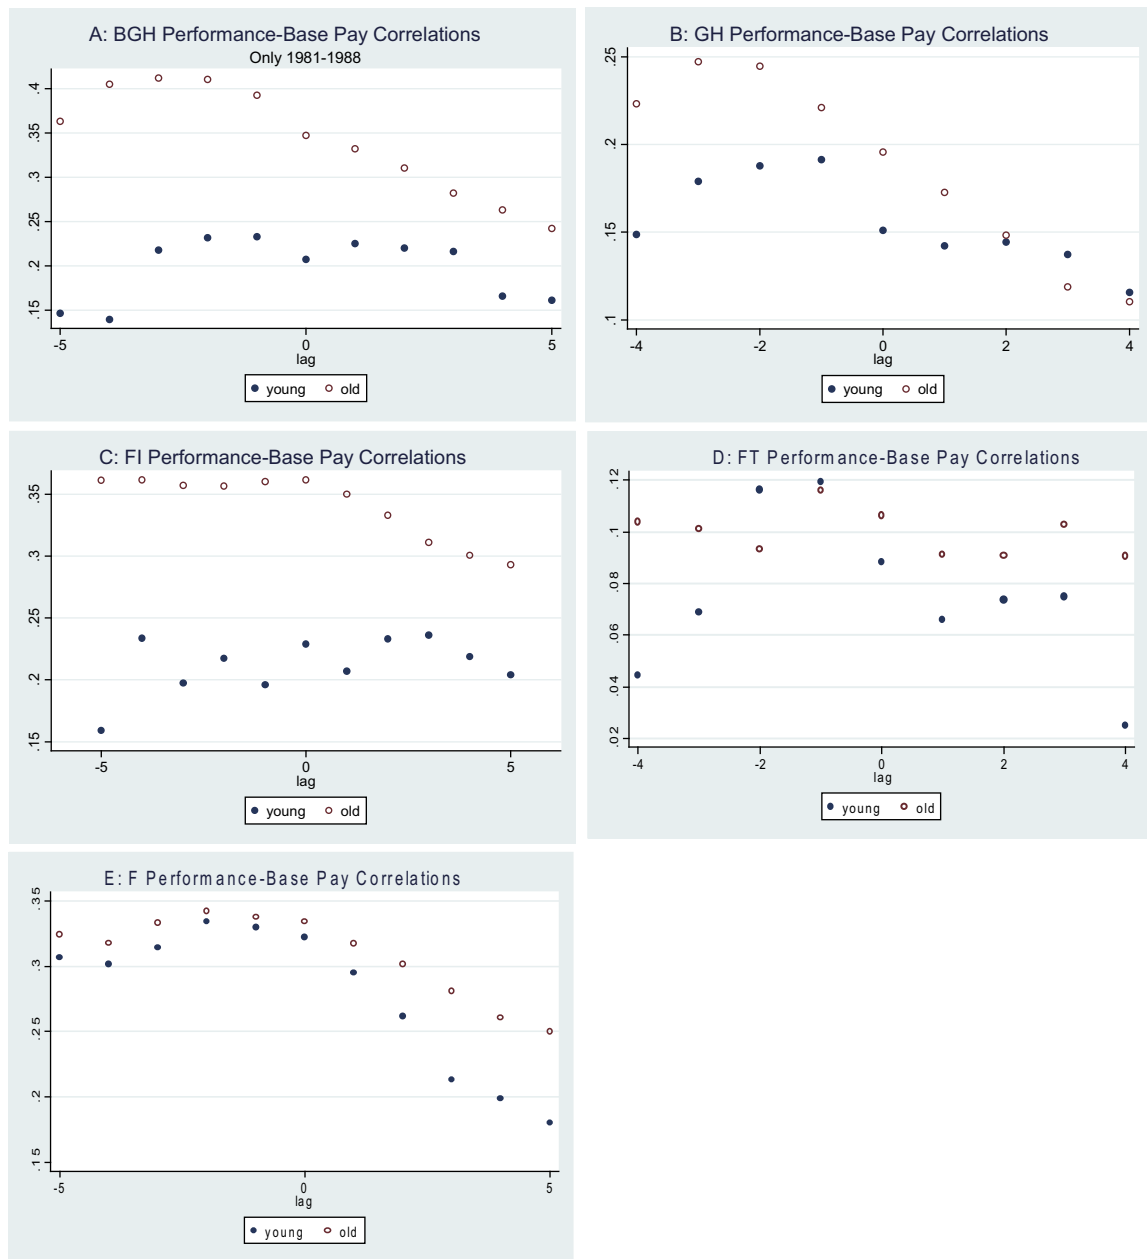 A: BGH Performance-Base Pay Correlations
Only 1981-1988
.4
.35
.3
.25
.2
.15
-5 0 5
lag
young old
B: GH Performance-Base Pay Correlations
.25
.2
.15
.1
-4 -2 0 2 4
lag
young old
C: FI Performance-Base Pay Correlations
.35
.3
.25
.2
.15
-5 0 5
lag
young old
D: FT Performance-Base Pay Correlations
.12
.1
.08
.06
.04
.02
-4 -2 0 2 4
lag
young old
E: F Performance-Base Pay Correlations
.35
.3
.25
.2
.15
-5 0 5
lag
young old